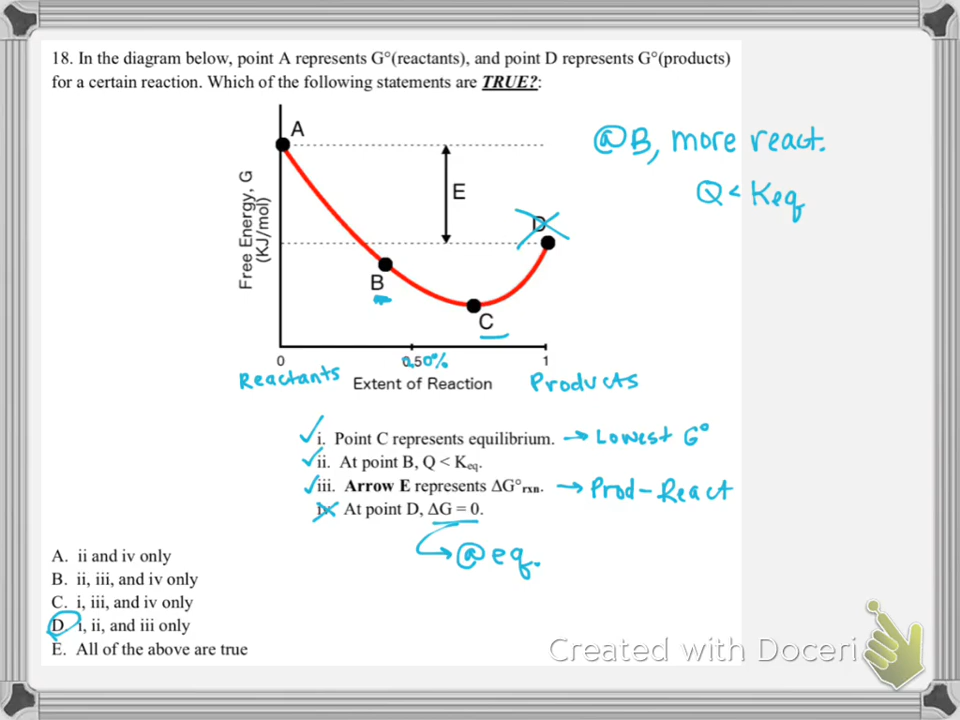 18. In the diagram below, point A represents G°(reactants), and point D represents G°(products)
for a certain reaction. Which of the following statements are TRUE?:
A
@B, more react.
Q < Keq
E
D
Free Energy, G
(KJ/mol)
B
C
0
0.50%
1
Reactants
Extent of Reaction
Products
i. Point C represents equilibrium. → Lowest G°
ii. At point B, Q < Keq.
iii. Arrow E represents ΔG°rxn. → Prod-React
iv. At point D, ΔG = 0.
@ eq.
A. ii and iv only
B. ii, iii, and iv only
C. i, iii, and iv only
D. i, ii, and iii only
E. All of the above are true
Created with Doceri